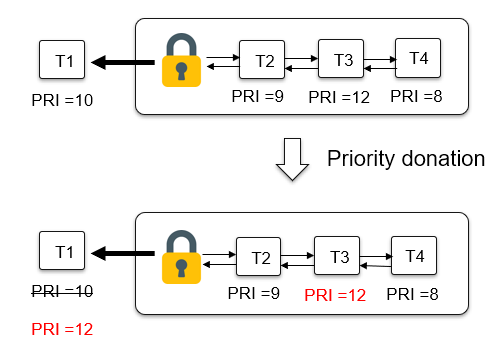 T1
T2
T3
T4
PRI =10
PRI =9
PRI =12
PRI =8
Priority donation
T1
T2
T3
T4
PRI =10
PRI =9
PRI =12
PRI =8
PRI =12